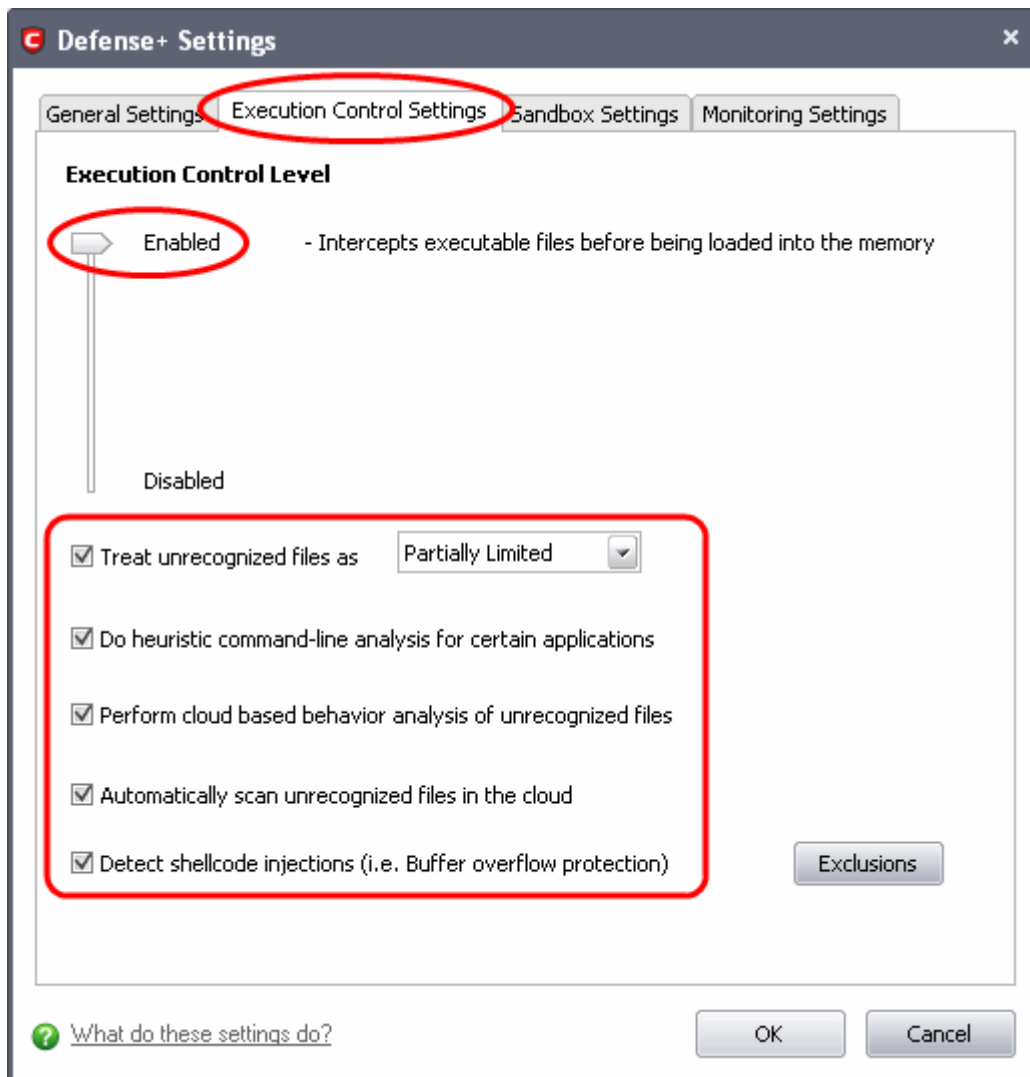 Defense+ Settings
General Settings
Execution Control Settings
Sandbox Settings
Monitoring Settings
Execution Control Level
Enabled
- Intercepts executable files before being loaded into the memory
Disabled
Treat unrecognized files as
Partially Limited
Do heuristic command-line analysis for certain applications
Perform cloud based behavior analysis of unrecognized files
Automatically scan unrecognized files in the cloud
Detect shellcode injections (i.e. Buffer overflow protection)
Exclusions
What do these settings do?
OK
Cancel